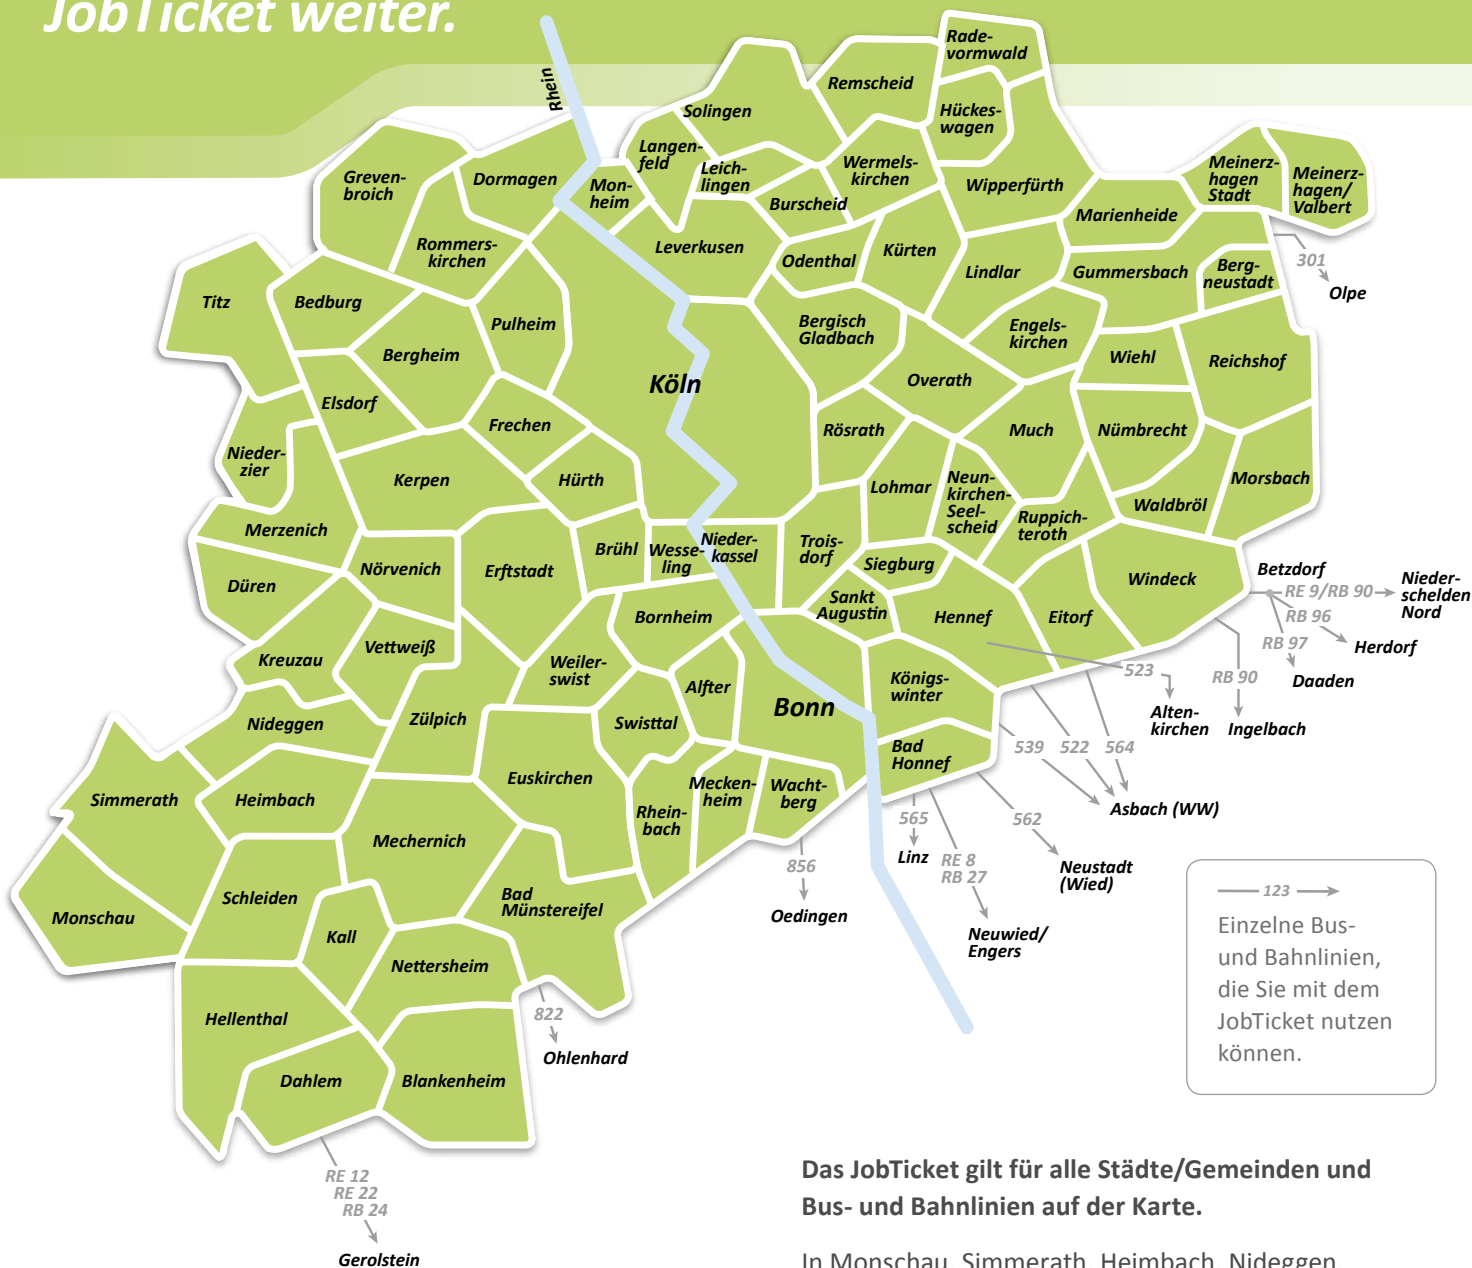 JobTicket weiter.
Rhein
Rade-
vormwald
Remscheid
Solingen
Hückes-
wagen
Langen-
feld
Leich-
lingen
Wermels-
kirchen
Meinerz-
hagen
Stadt
Meinerz-
hagen/
Valbert
Greven-
broich
Dormagen
Mon-
heim
Burscheid
Wipperfürth
Marienheide
Rommers-
kirchen
Leverkusen
Odenthal
Kürten
Lindlar
Gummersbach
Berg-
neustadt
301
Olpe
Titz
Bedburg
Pulheim
Bergisch
Gladbach
Engels-
kirchen
Bergheim
Wiehl
Reichshof
Köln
Overath
Elsdorf
Frechen
Rösrath
Much
Nümbrecht
Nieder-
zier
Kerpen
Hürth
Lohmar
Neun-
kirchen-
Seel-
scheid
Morsbach
Waldbröl
Merzenich
Ruppich-
teroth
Brühl
Wesse-
ling
Nieder-
kassel
Trois-
dorf
Siegburg
Düren
Nörvenich
Erftstadt
Windeck
Betzdorf
RE 9/RB 90
Nieder-
schelden
Nord
RB 96
Herdorf
RB 97
Daaden
RB 90
Ingelbach
Sankt
Augustin
Hennef
Eitorf
Bornheim
Kreuzau
Vettweiß
Weiler-
swist
Alfter
Königs-
winter
523
Alten-
kirchen
Bonn
Nideggen
Zülpich
Swisttal
Bad
Honnef
539
522
564
Asbach (WW)
Simmerath
Heimbach
Euskirchen
Rhein-
bach
Mecken-
heim
Wacht-
berg
Mechernich
565
Linz
562
Neustadt
(Wied)
RE 8
RB 27
Neuwied/
Engers
856
Oedingen
Monschau
Schleiden
Bad
Münstereifel
Kall
Nettersheim
Hellenthal
822
Ohlenhard
Dahlem
Blankenheim
RE 12
RE 22
RB 24
Gerolstein
123
Einzelne Bus-
und Bahnlinien,
die Sie mit dem
JobTicket nutzen
können.
Das JobTicket gilt für alle Städte/Gemeinden und
Bus- und Bahnlinien auf der Karte.
In Monschau, Simmerath, Heimbach, Nideggen